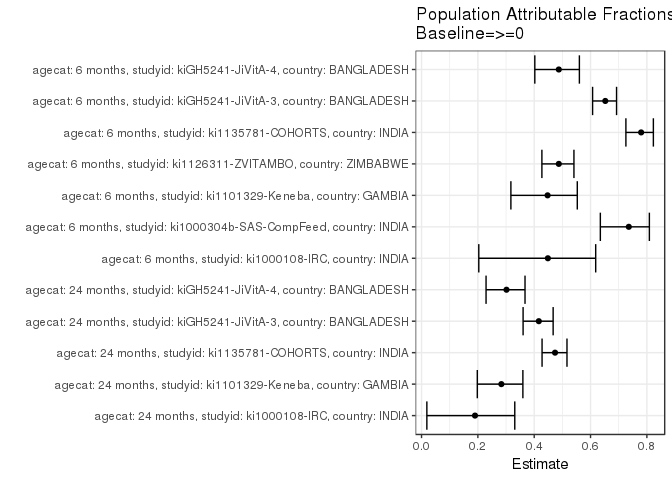 Population Attributable Fractions
Baseline=>=0
agecat: 6 months, studyid: kiGH5241-JiVitA-4, country: BANGLADESH
agecat: 6 months, studyid: kiGH5241-JiVitA-3, country: BANGLADESH
agecat: 6 months, studyid: ki1135781-COHORTS, country: INDIA
agecat: 6 months, studyid: ki1126311-ZVITAMBO, country: ZIMBABWE
agecat: 6 months, studyid: ki1101329-Keneba, country: GAMBIA
agecat: 6 months, studyid: ki1000304b-SAS-CompFeed, country: INDIA
agecat: 6 months, studyid: ki1000108-IRC, country: INDIA
agecat: 24 months, studyid: kiGH5241-JiVitA-4, country: BANGLADESH
agecat: 24 months, studyid: kiGH5241-JiVitA-3, country: BANGLADESH
agecat: 24 months, studyid: ki1135781-COHORTS, country: INDIA
agecat: 24 months, studyid: ki1101329-Keneba, country: GAMBIA
agecat: 24 months, studyid: ki1000108-IRC, country: INDIA
0.0 0.2 0.4 0.6 0.8
Estimate